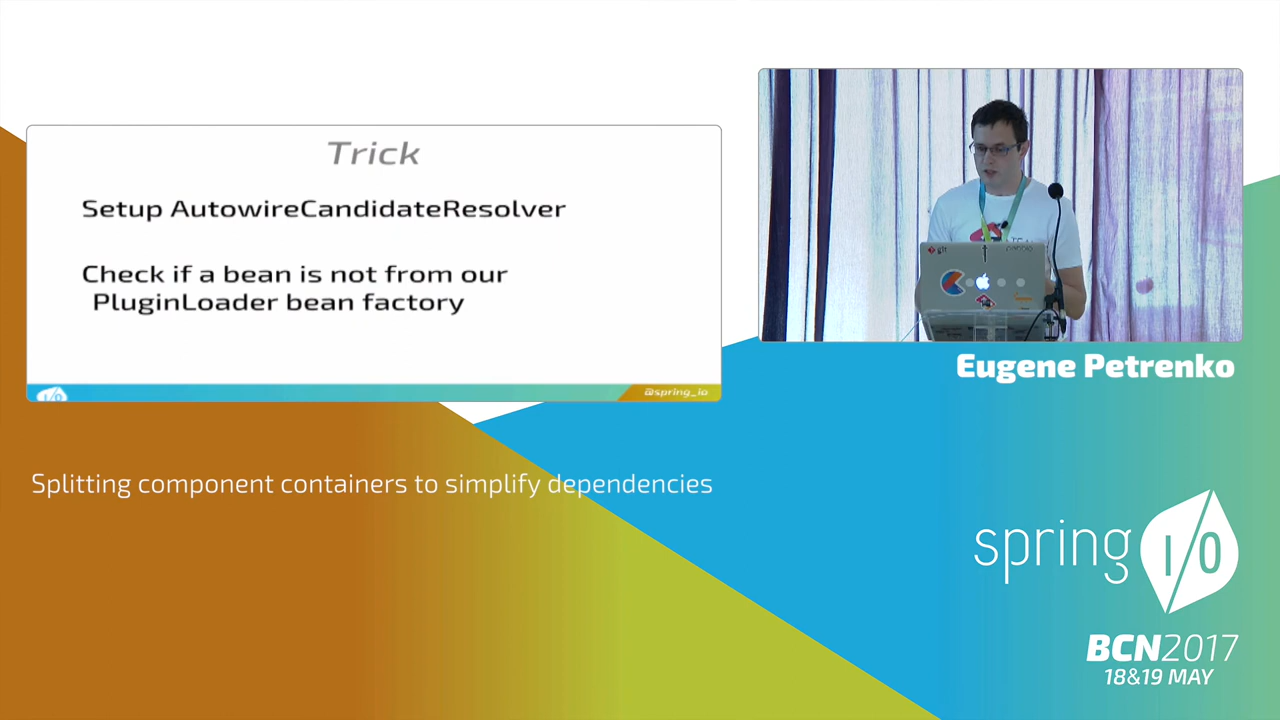 Trick
Setup AutowireCandidateResolver
Check if a bean is not from our
PluginLoader bean factory
I/O
@spring_io
git
Eugene Petrenko
Splitting component containers to simplify dependencies
spring I/O
BCN2017
18&19 MAY